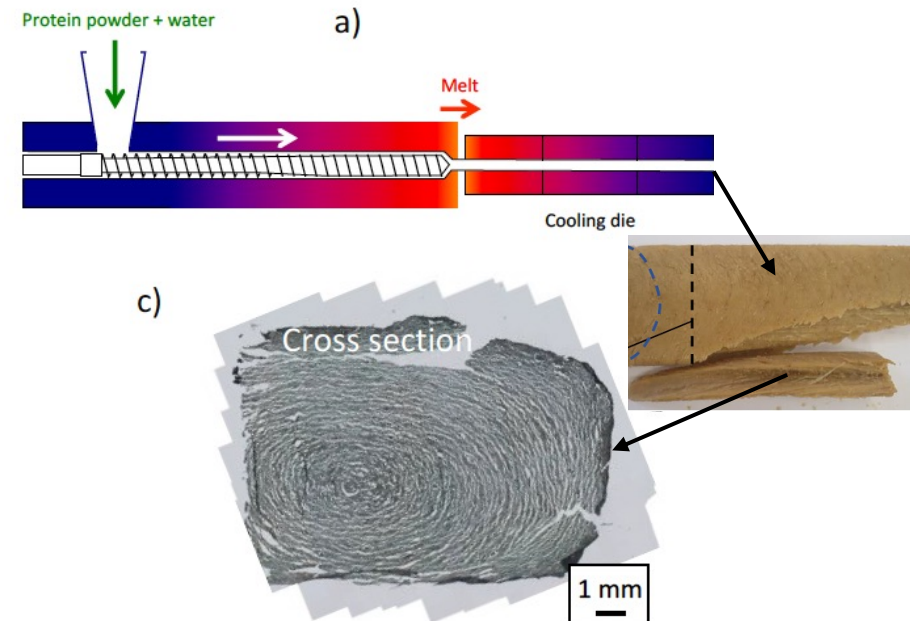 a)
Protein powder + water
Melt
Cooling die
c)
Cross section
1 mm